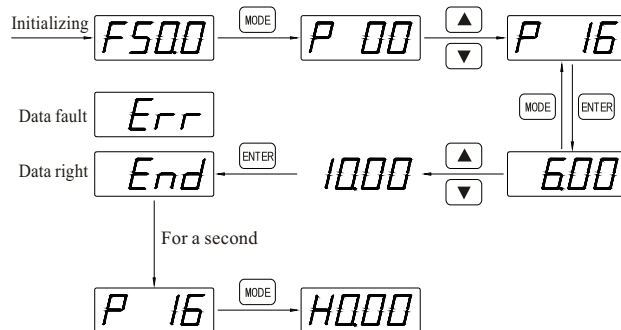 Initializing F50.0 MODE P 00 ▲ ▼ P 16
MODE ENTER
Data fault Err
Data right End ENTER 10.00 ▲ ▼ 6.00
For a second
P 16 MODE H0.00